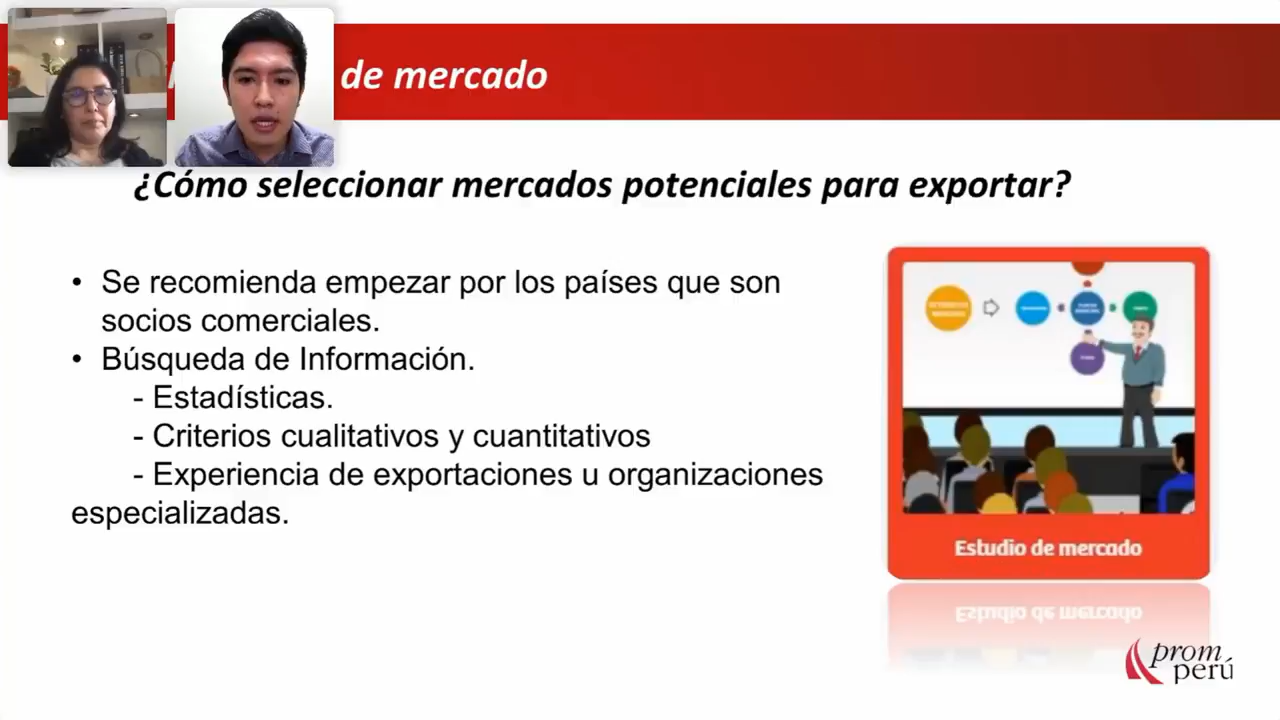 de mercado
¿Cómo seleccionar mercados potenciales para exportar?
• Se recomienda empezar por los países que son
socios comerciales.
• Búsqueda de Información.
- Estadísticas.
- Criterios cualitativos y cuantitativos
- Experiencia de exportaciones u organizaciones
especializadas.
Estudio de mercado
prom
perú